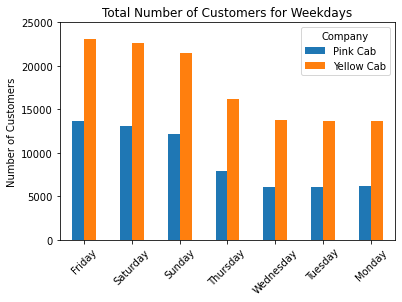 Total Number of Customers for Weekdays
Number of Customers
25000
20000
15000
10000
5000
0
Company
Pink Cab
Yellow Cab
Friday
Saturday
Sunday
Thursday
Wednesday
Tuesday
Monday